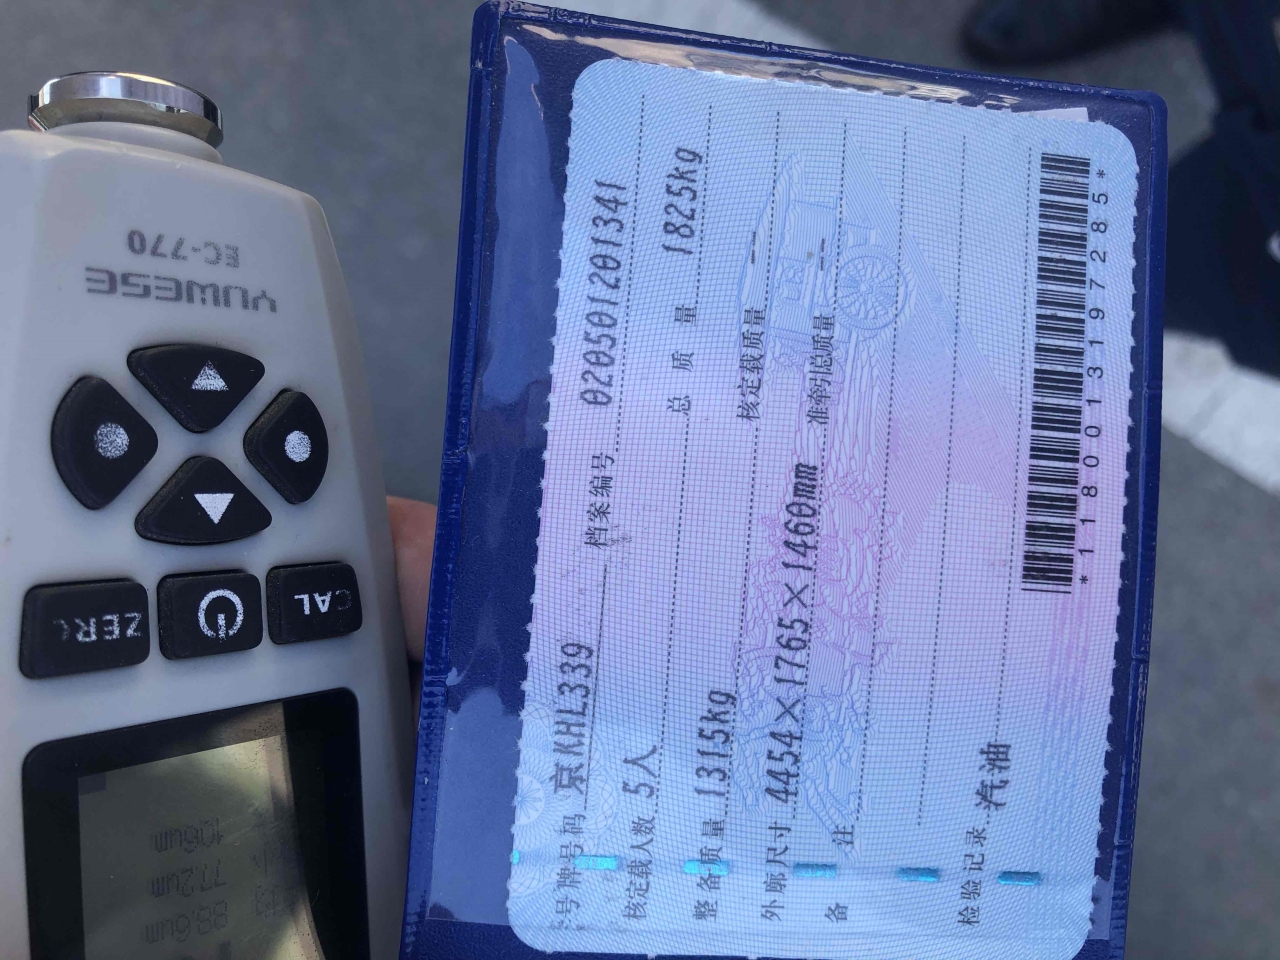 号牌号码 京KHL339 档案编号 020501201341
核定载人数 5人 总质量 1825kg
整备质量 1315kg 核定载质量 --
外廓尺寸 4454×1765×1460mm 准牵引总质量 --
备注
检验记录 汽油
*1180013197285*
YUWESE
EC-770
CAL
ZERO
88.6um
77.2um
106um